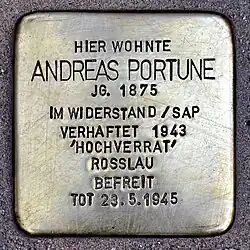 HIER WOHNTE
ANDREAS PORTUNE
JG. 1875
IM WIDERSTAND / SAP
VERHAFTET 1943
'HOCHVERRAT'
ROSSLAU
BEFREIT
TOT 23.5.1945